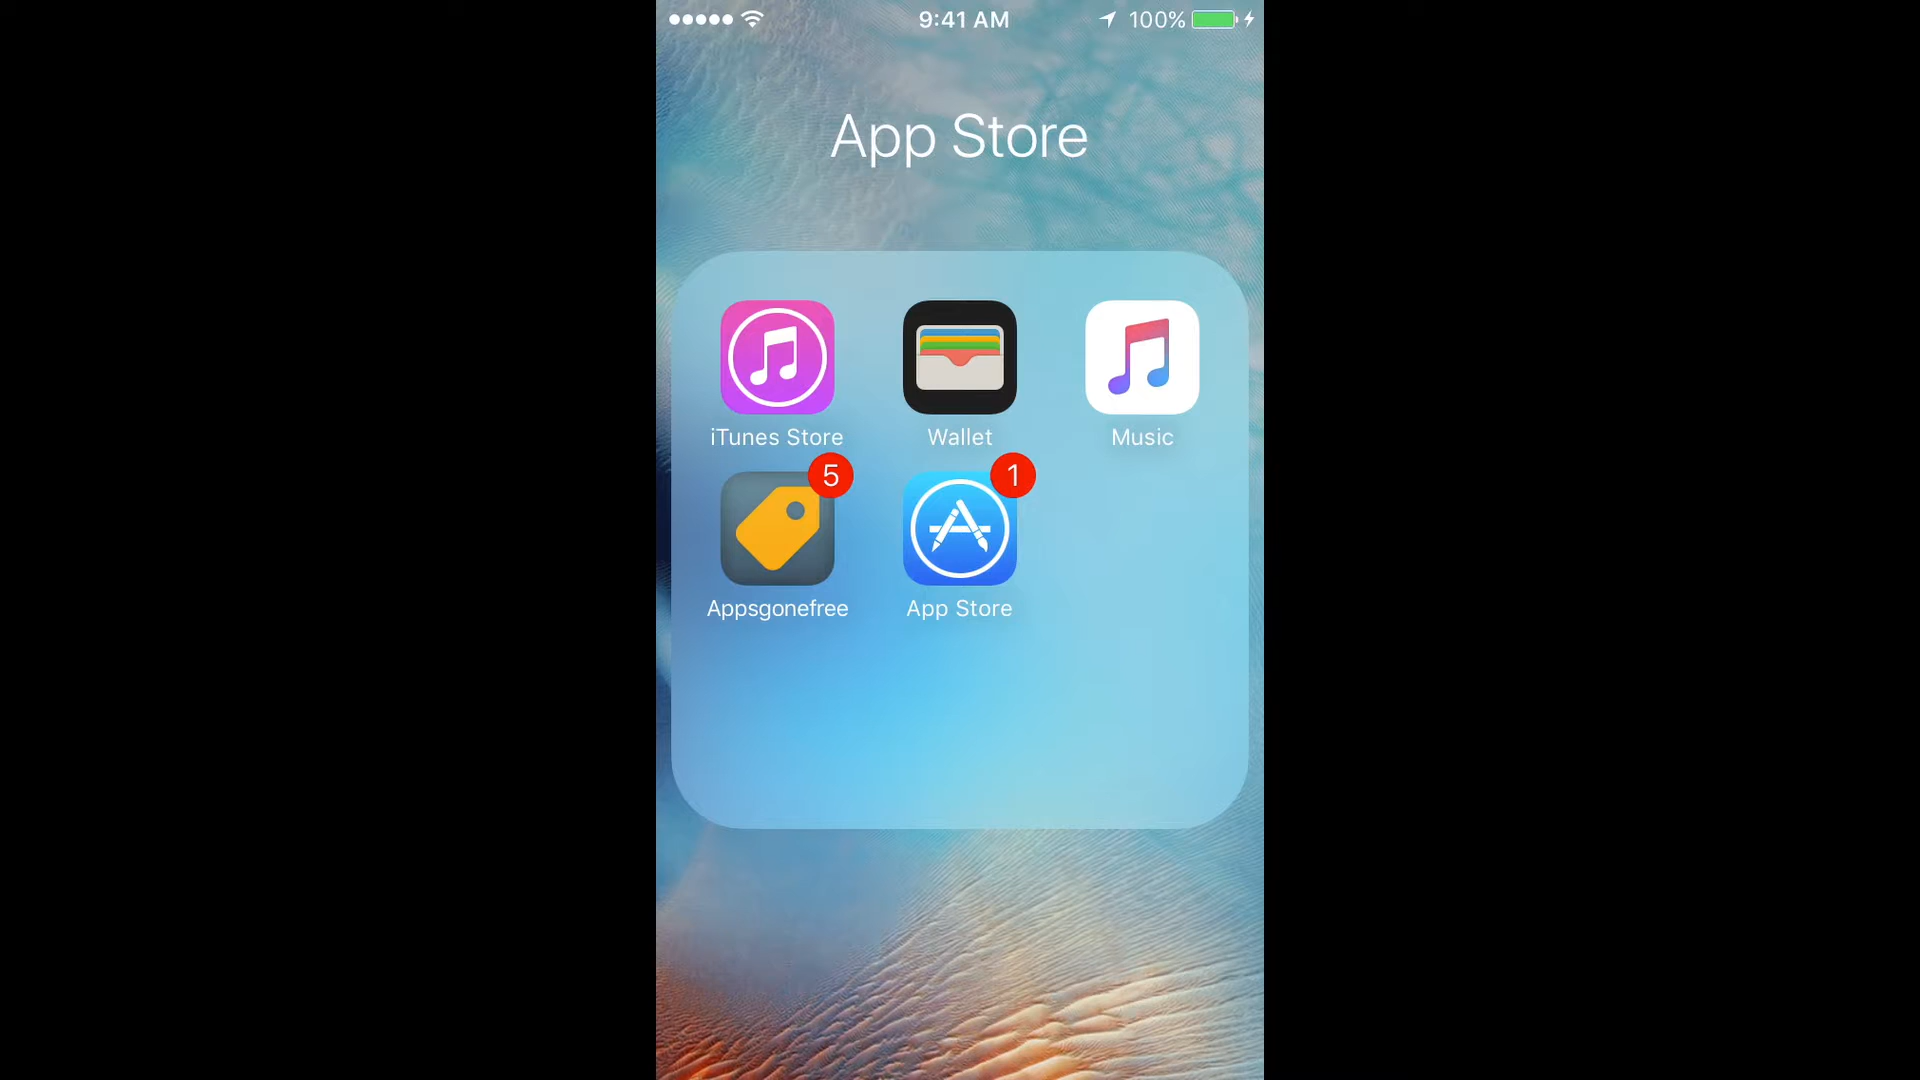 9:41 AM 100%
App Store
iTunes Store Wallet Music
5 1
Appsgonefree App Store